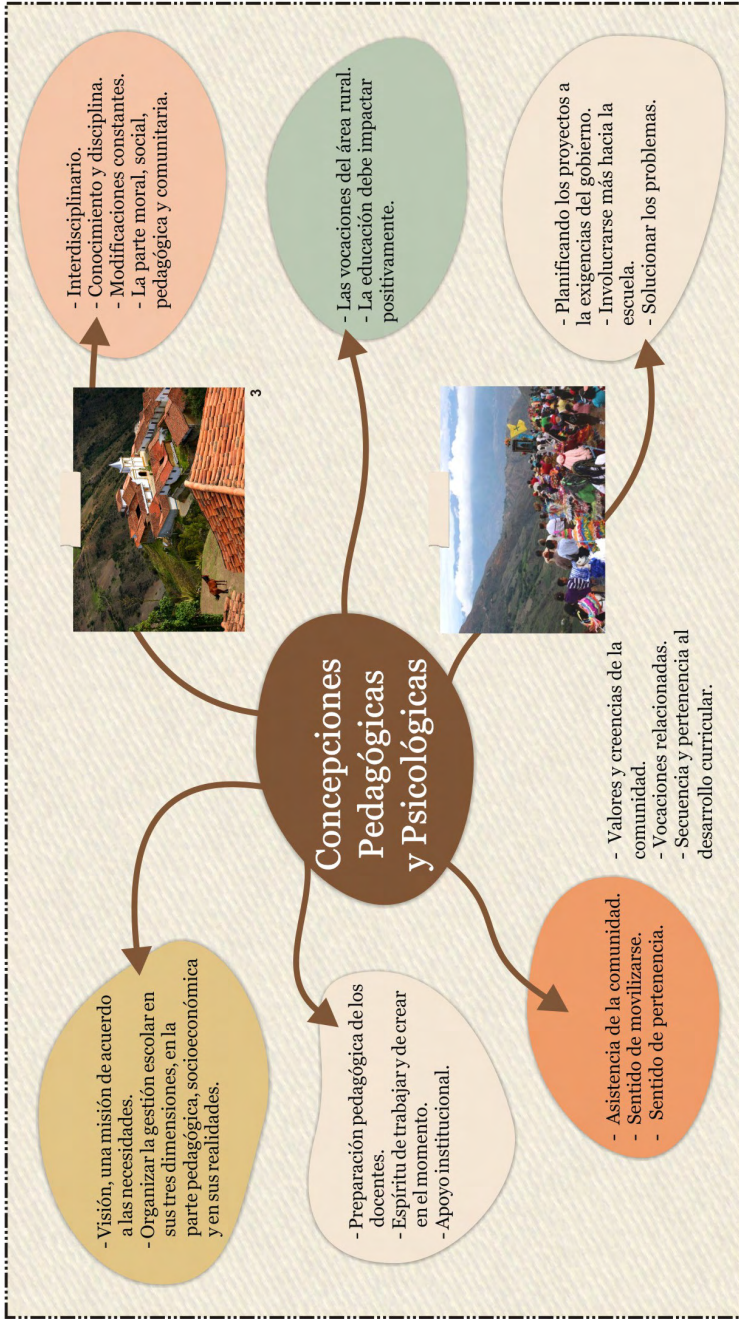 - Visión, una misión de acuerdo
a las necesidades.
- Organizar la gestión escolar en
sus tres dimensiones, en la
parte pedagógica, socioeconómica
y en sus realidades.
- Interdisciplinario.
- Conocimiento y disciplina.
- Modificaciones constantes.
- La parte moral, social,
pedagógica y comunitaria.
3
Concepciones
Pedagógicas
y Psicológicas
- Preparación pedagógica de los
docentes.
- Espíritu de trabajar y de crear
en el momento.
- Apoyo institucional.
- Las vocaciones del área rural.
- La educación debe impactar
positivamente.
- Asistencia de la comunidad.
- Sentido de movilizarse.
- Sentido de pertenencia.
- Valores y creencias de la
comunidad.
- Vocaciones relacionadas.
- Secuencia y pertenencia al
desarrollo curricular.
- Planificando los proyectos a
la exigencias del gobierno.
- Involucrarse más hacia la
escuela.
- Solucionar los problemas.